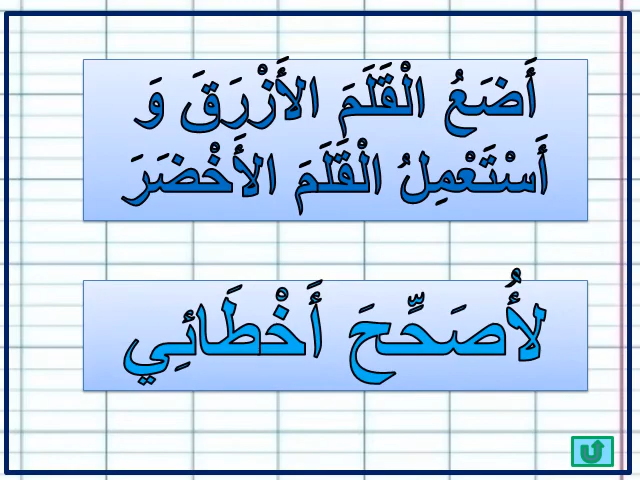 أَضَعُ الْقَلَمَ الأَزْرَقَ وَ
أَسْتَعْمِلُ الْقَلَمَ الأَخْضَرَ
لأُصَحِّحَ أَخْطَائِي